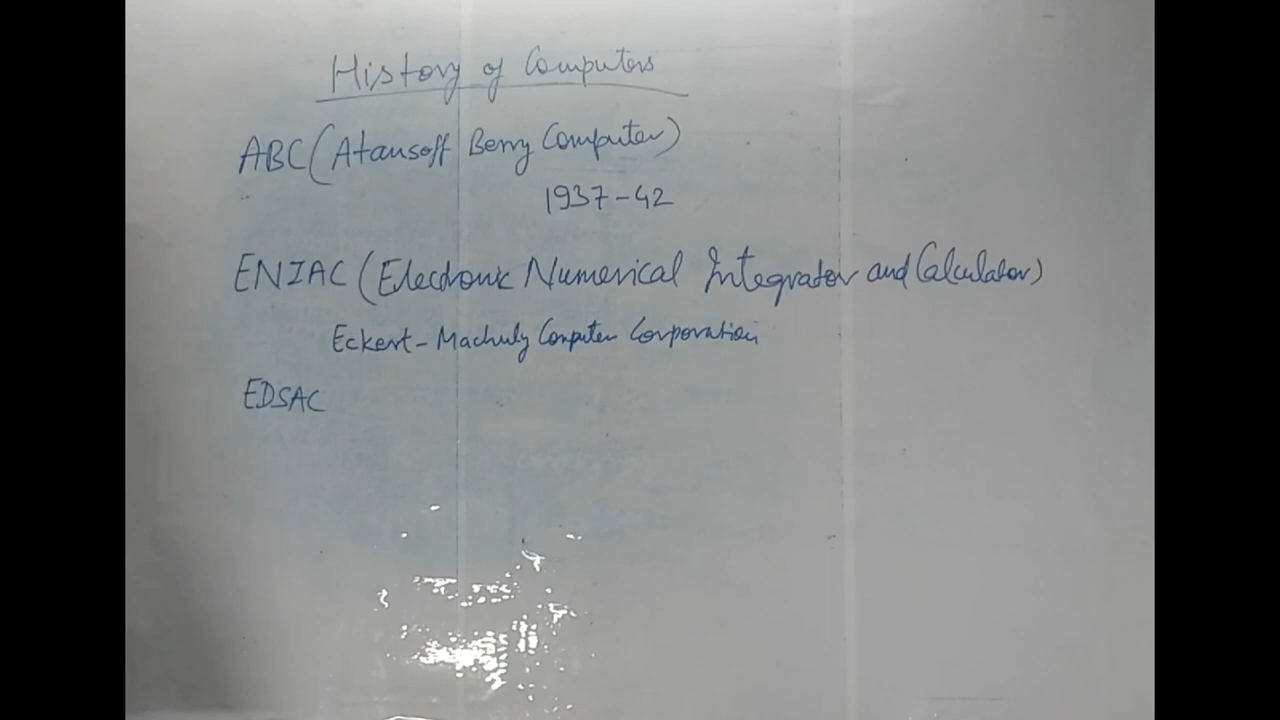 History of Computers
ABC (Atansoff Berry Computer)
1937-42
ENIAC (Electronic Numerical Integrator and Calculator)
Eckert-Machuly Computer Corporation
EDSAC